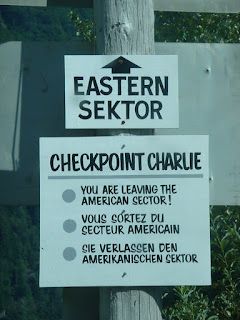 EASTERN
SEKTOR
CHECKPOINT CHARLIE
YOU ARE LEAVING THE
AMERICAN SECTOR!
VOUS SORTEZ DU
SECTEUR AMERICAIN
SIE VERLASSEN DEN
AMERIKANISCHEN SEKTOR